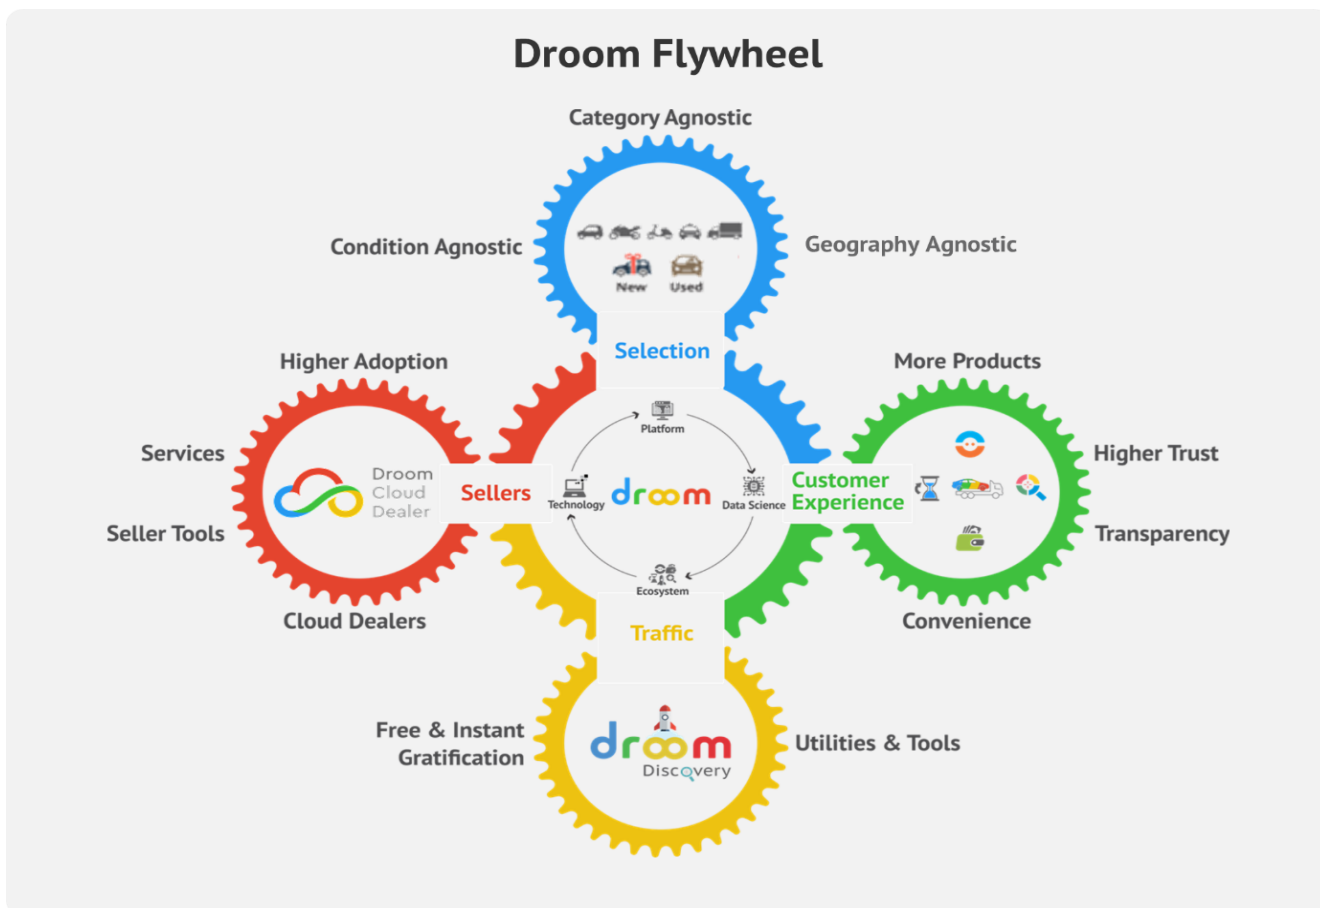 Droom Flywheel
Category Agnostic
Condition Agnostic
Geography Agnostic
New
Used
Selection
Higher Adoption
More Products
Platform
Services
Higher Trust
Droom
Cloud
Dealer
Sellers
Technology
droom
Data Science
Customer
Experience
Seller Tools
Transparency
Ecosystem
Cloud Dealers
Convenience
Traffic
Free & Instant
Gratification
droom
Discovery
Utilities & Tools